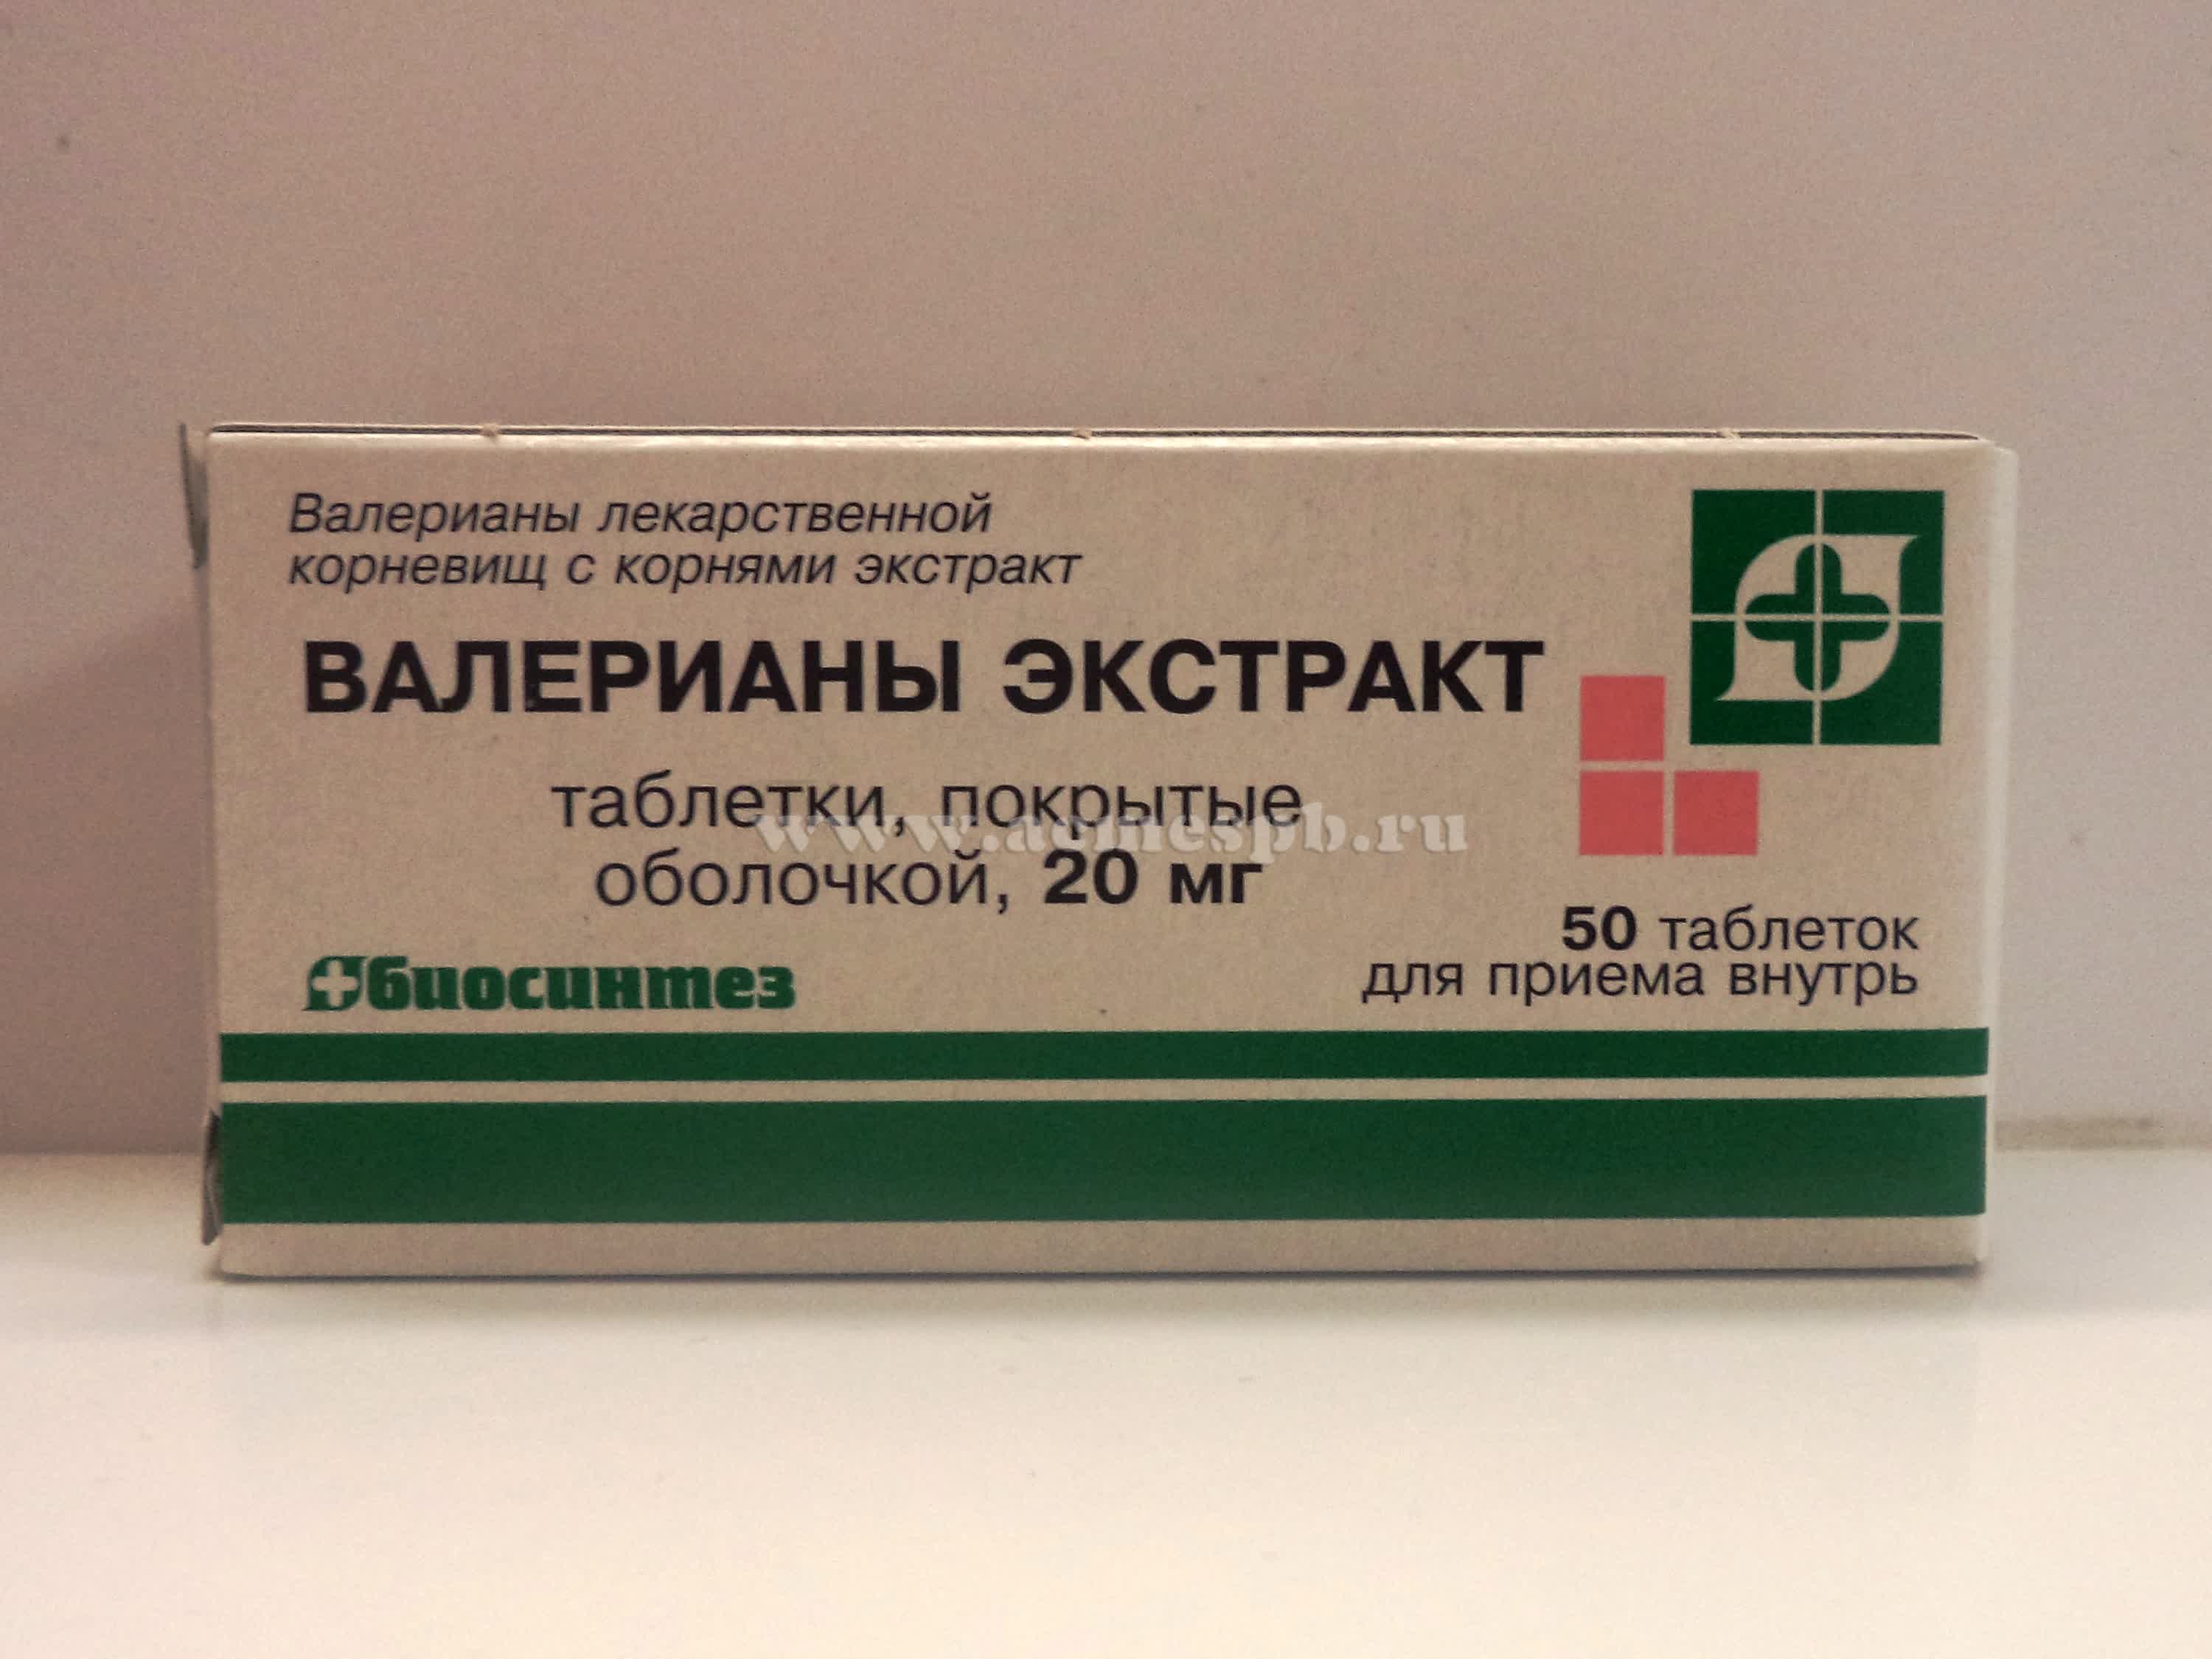 Валерианы лекарственной
корневищ с корнями экстракт
ВАЛЕРИАНЫ ЭКСТРАКТ
таблетки, покрытые
www.acmespb.ru
оболочкой, 20 мг
50 таблеток
для приема внутрь
биосинтез